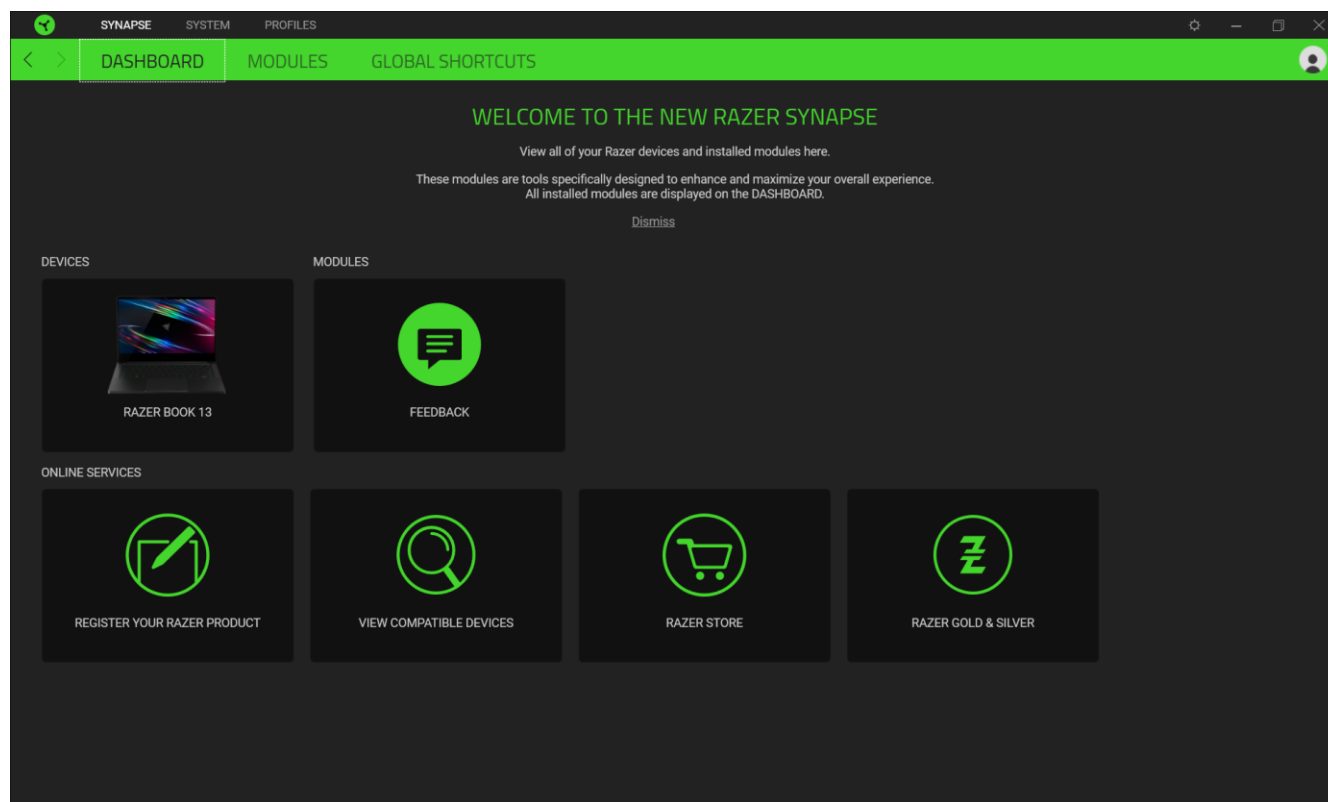 SYNAPSE SYSTEM PROFILES
DASHBOARD MODULES GLOBAL SHORTCUTS
WELCOME TO THE NEW RAZER SYNAPSE
View all of your Razer devices and installed modules here.
These modules are tools specifically designed to enhance and maximize your overall experience.
All installed modules are displayed on the DASHBOARD.
Dismiss
DEVICES MODULES
RAZER BOOK 13 FEEDBACK
ONLINE SERVICES
REGISTER YOUR RAZER PRODUCT VIEW COMPATIBLE DEVICES RAZER STORE RAZER GOLD & SILVER